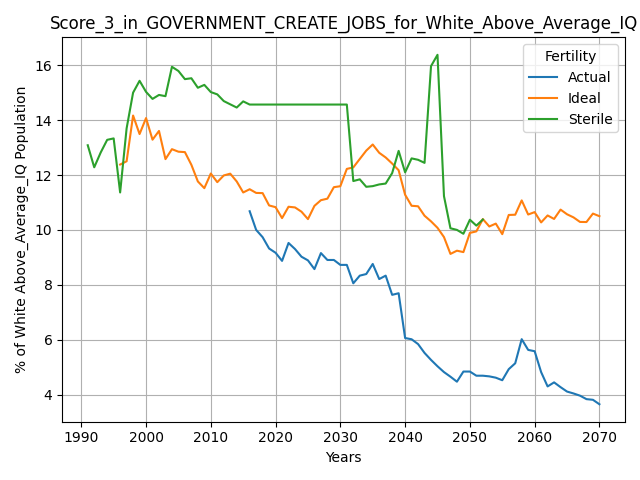 Score_3_in_GOVERNMENT_CREATE_JOBS_for_White_Above_Average_IQ
% of White Above_Average_IQ Population
16
14
12
10
8
6
4
Fertility
Actual
Ideal
Sterile
1990 2000 2010 2020 2030 2040 2050 2060 2070
Years